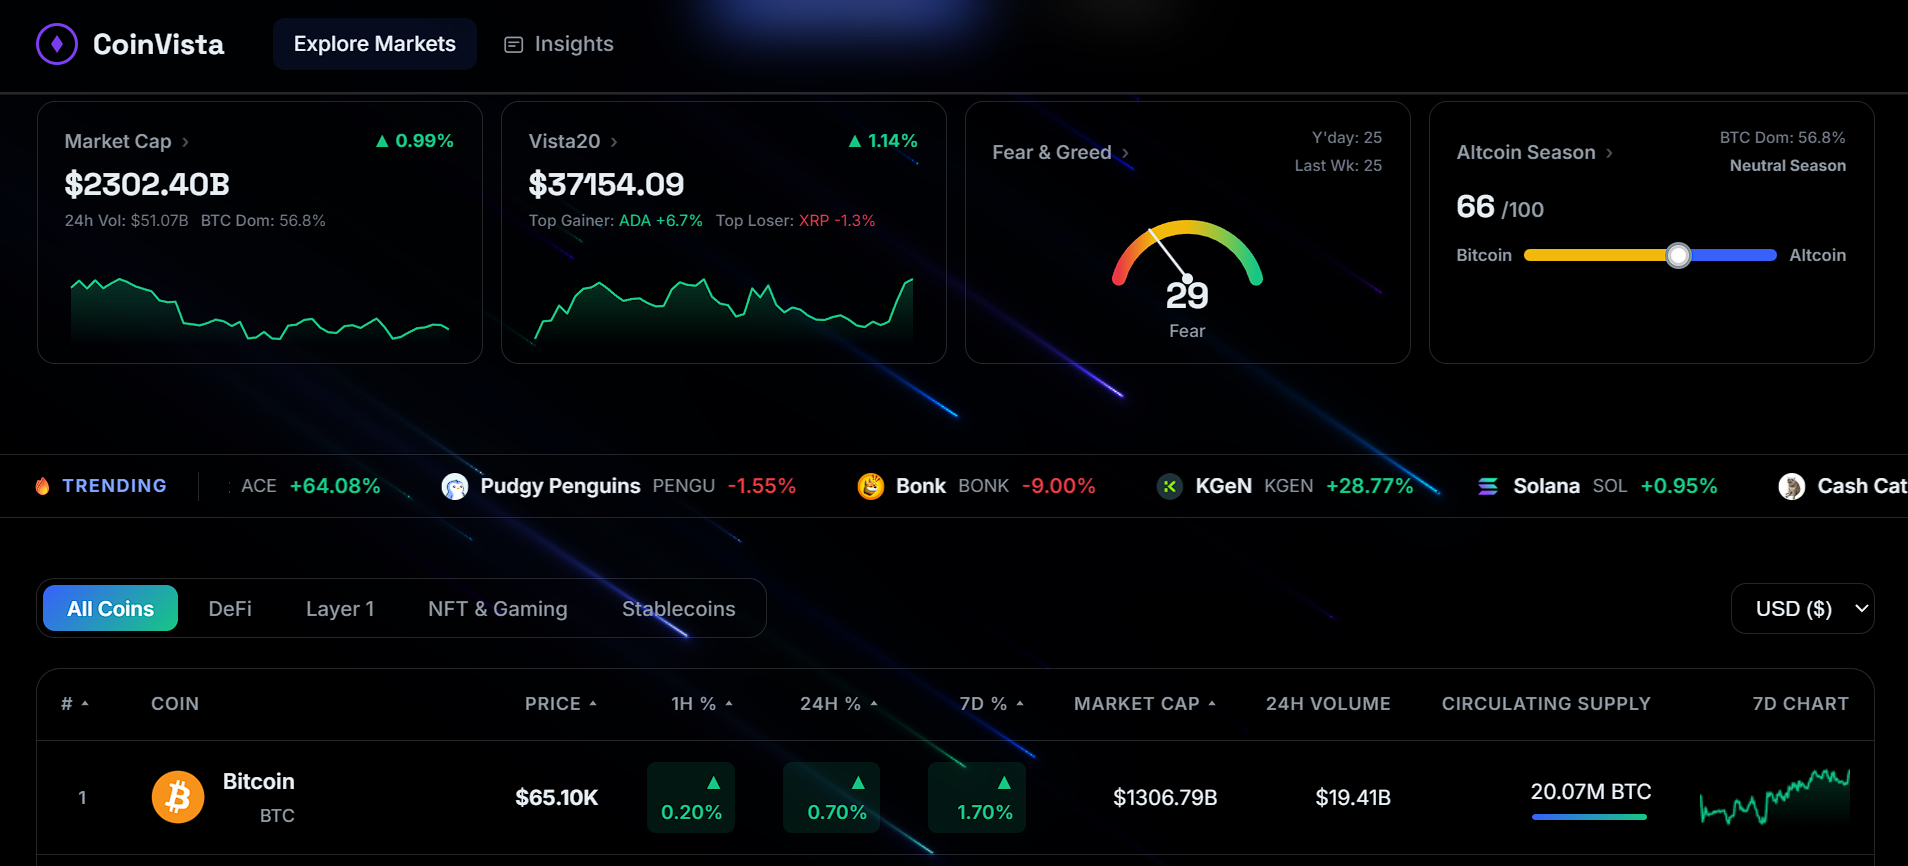 CoinVista
Explore Markets
Insights
Market Cap ›
▲ 0.99%
$2302.40B
24h Vol: $51.07B BTC Dom: 56.8%
Vista20 ›
▲ 1.14%
$37154.09
Top Gainer: ADA +6.7% Top Loser: XRP -1.3%
Fear & Greed ›
Y'day: 25
Last Wk: 25
29
Fear
Altcoin Season ›
BTC Dom: 56.8%
Neutral Season
66 /100
Bitcoin
Altcoin
TRENDING
ACE +64.08%
Pudgy Penguins PENGU -1.55%
Bonk BONK -9.00%
KGeN KGEN +28.77%
Solana SOL +0.95%
Cash Cat
All Coins
DeFi
Layer 1
NFT & Gaming
Stablecoins
USD ($)
# ▲ COIN PRICE ▲ 1H % ▲ 24H % ▲ 7D % ▲ MARKET CAP ▲ 24H VOLUME CIRCULATING SUPPLY 7D CHART
1
Bitcoin
BTC
$65.10K
▲
0.20%
▲
0.70%
▲
1.70%
$1306.79B
$19.41B
20.07M BTC